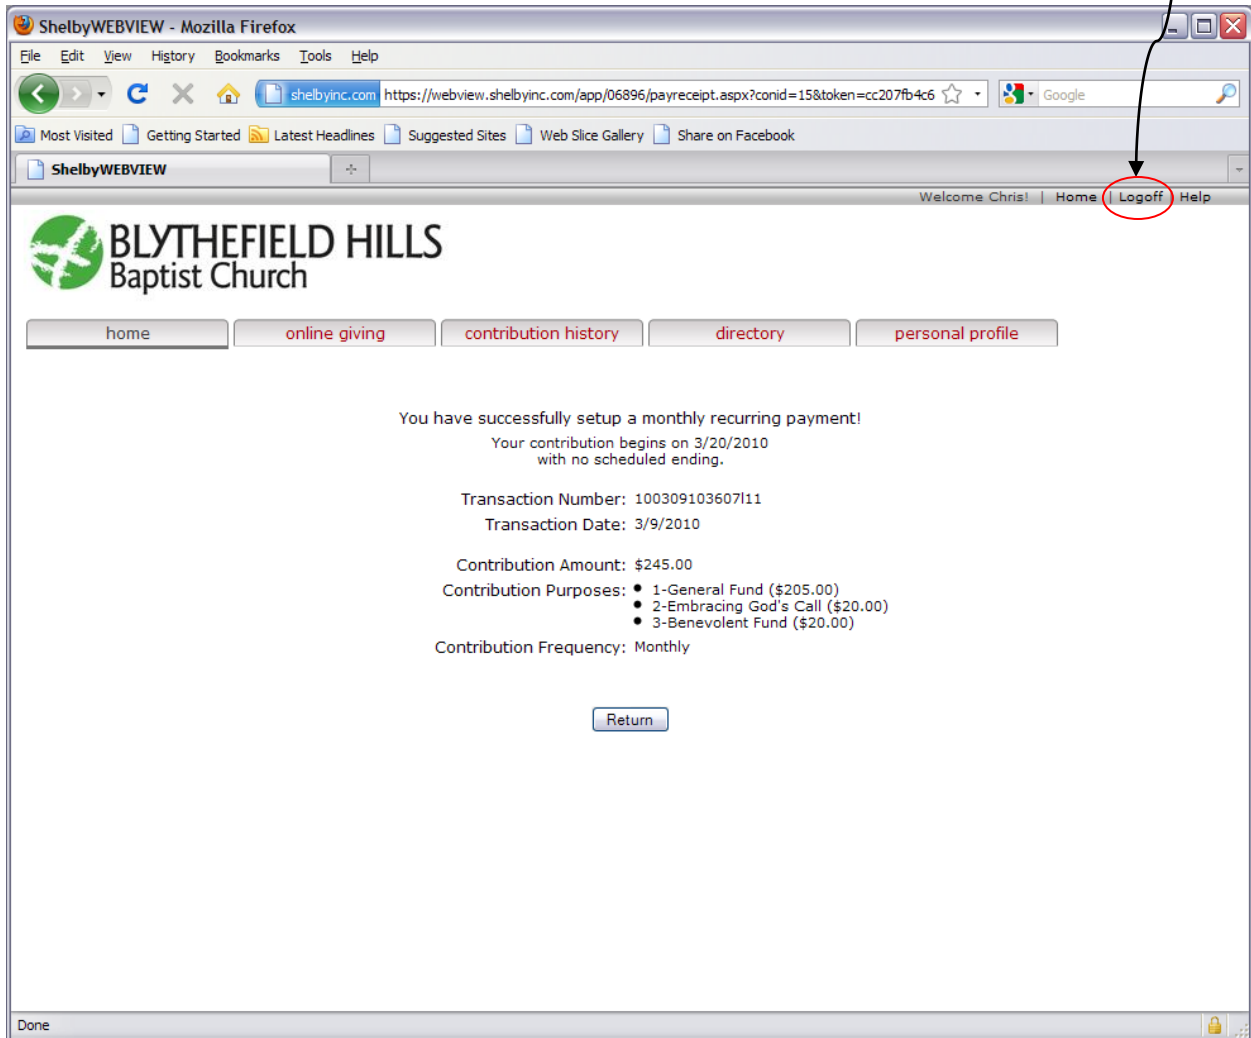 ShelbyWEBVIEW - Mozilla Firefox
File Edit View History Bookmarks Tools Help
shelbyinc.com https://webview.shelbyinc.com/app/06896/payreceipt.aspx?conid=15&token=cc207fb4c6 Google
Most Visited Getting Started Latest Headlines Suggested Sites Web Slice Gallery Share on Facebook
ShelbyWEBVIEW
Welcome Chris! | Home | Logoff | Help
BLYTHEFIELD HILLS
Baptist Church
home online giving contribution history directory personal profile
You have successfully setup a monthly recurring payment!
Your contribution begins on 3/20/2010
with no scheduled ending.
Transaction Number: 100309103607l11
Transaction Date: 3/9/2010
Contribution Amount: $245.00
Contribution Purposes: • 1-General Fund ($205.00)
• 2-Embracing God's Call ($20.00)
• 3-Benevolent Fund ($20.00)
Contribution Frequency: Monthly
Return
Done